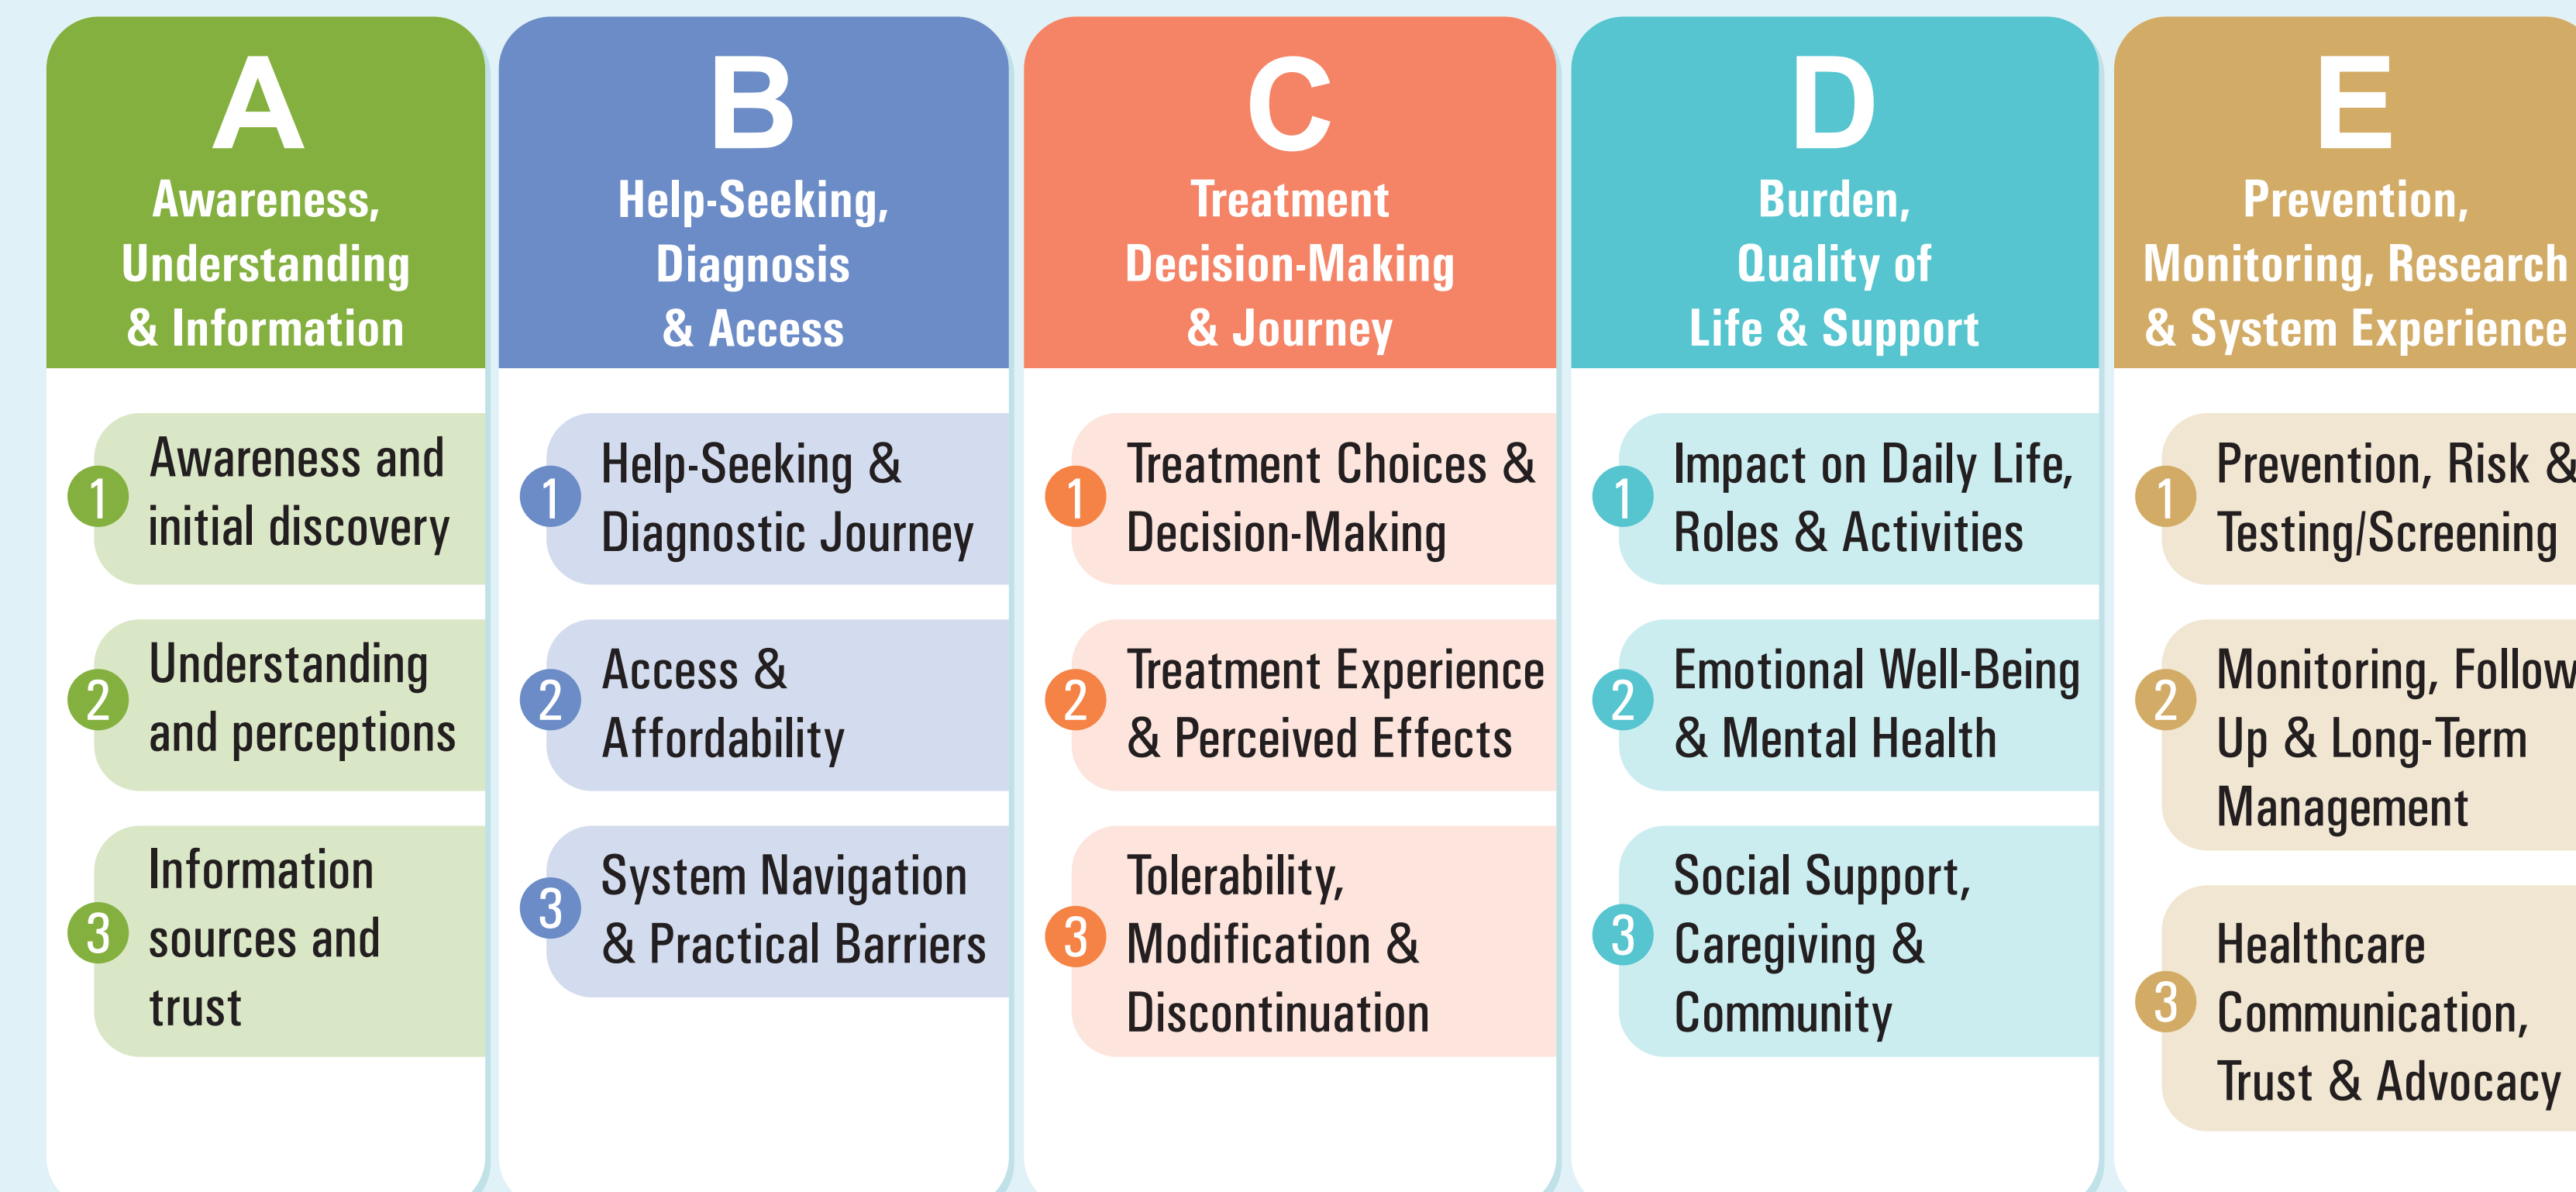 A
Awareness,
Understanding
& Information
1
Awareness and
initial discovery
2
Understanding
and perceptions
3
Information
sources and
trust
B
Help-Seeking,
Diagnosis
& Access
1
Help-Seeking &
Diagnostic Journey
2
Access &
Affordability
3
System Navigation
& Practical Barriers
C
Treatment
Decision-Making
& Journey
1
Treatment Choices &
Decision-Making
2
Treatment Experience
& Perceived Effects
3
Tolerability,
Modification &
Discontinuation
D
Burden,
Quality of
Life & Support
1
Impact on Daily Life,
Roles & Activities
2
Emotional Well-Being
& Mental Health
3
Social Support,
Caregiving &
Community
E
Prevention,
Monitoring, Research
& System Experience
1
Prevention, Risk &
Testing/Screening
2
Monitoring, Follow
Up & Long-Term
Management
3
Healthcare
Communication,
Trust & Advocacy